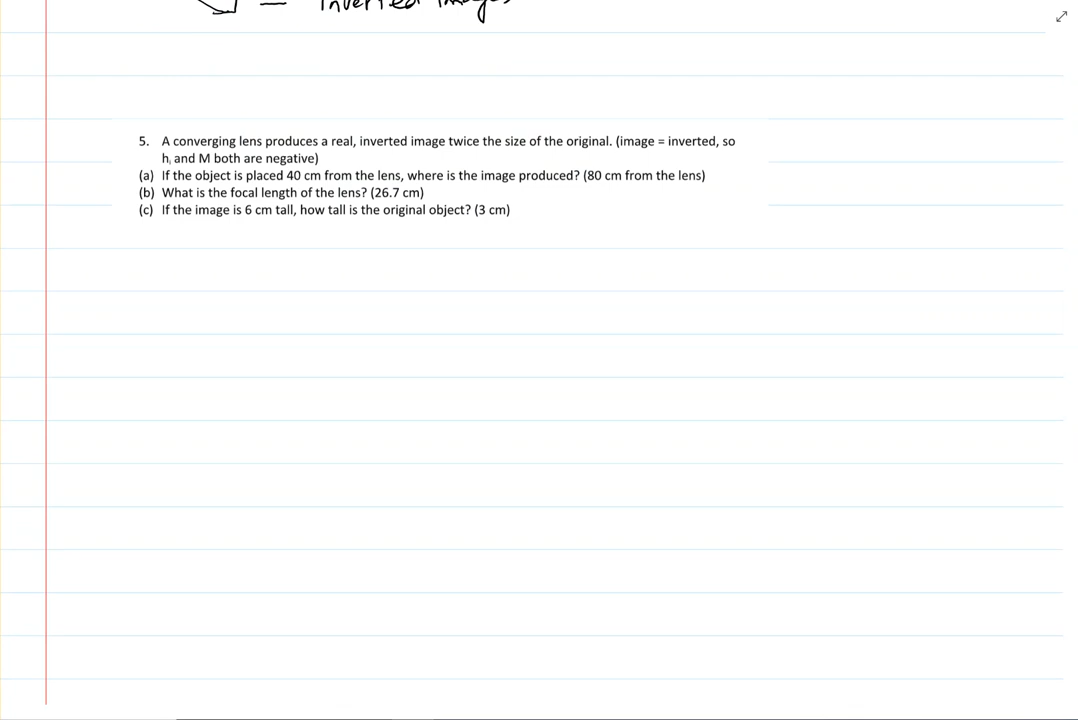 = Inverted Images
5. A converging lens produces a real, inverted image twice the size of the original. (image = inverted, so
hᵢ and M both are negative)
(a) If the object is placed 40 cm from the lens, where is the image produced? (80 cm from the lens)
(b) What is the focal length of the lens? (26.7 cm)
(c) If the image is 6 cm tall, how tall is the original object? (3 cm)